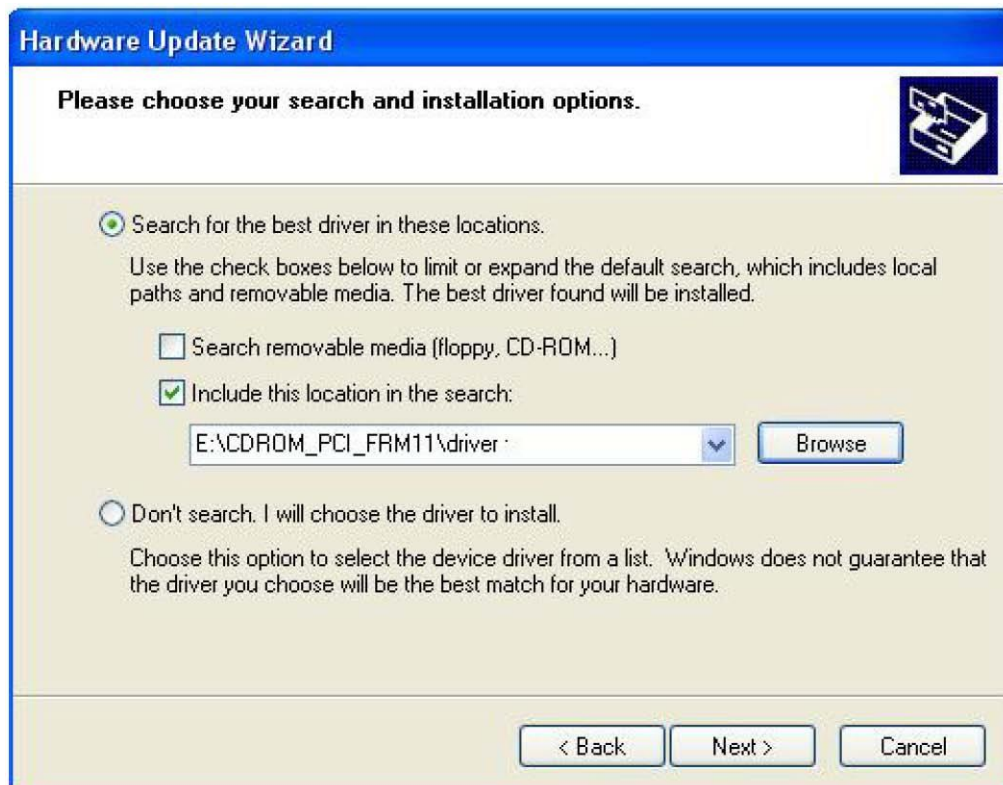 Hardware Update Wizard
Please choose your search and installation options.
Search for the best driver in these locations.
Use the check boxes below to limit or expand the default search, which includes local
paths and removable media. The best driver found will be installed.
Search removable media (floppy, CD-ROM...)
Include this location in the search:
E:\CDROM_PCI_FRM11\driver
Browse
Don't search. I will choose the driver to install.
Choose this option to select the device driver from a list. Windows does not guarantee that
the driver you choose will be the best match for your hardware.
< Back
Next >
Cancel